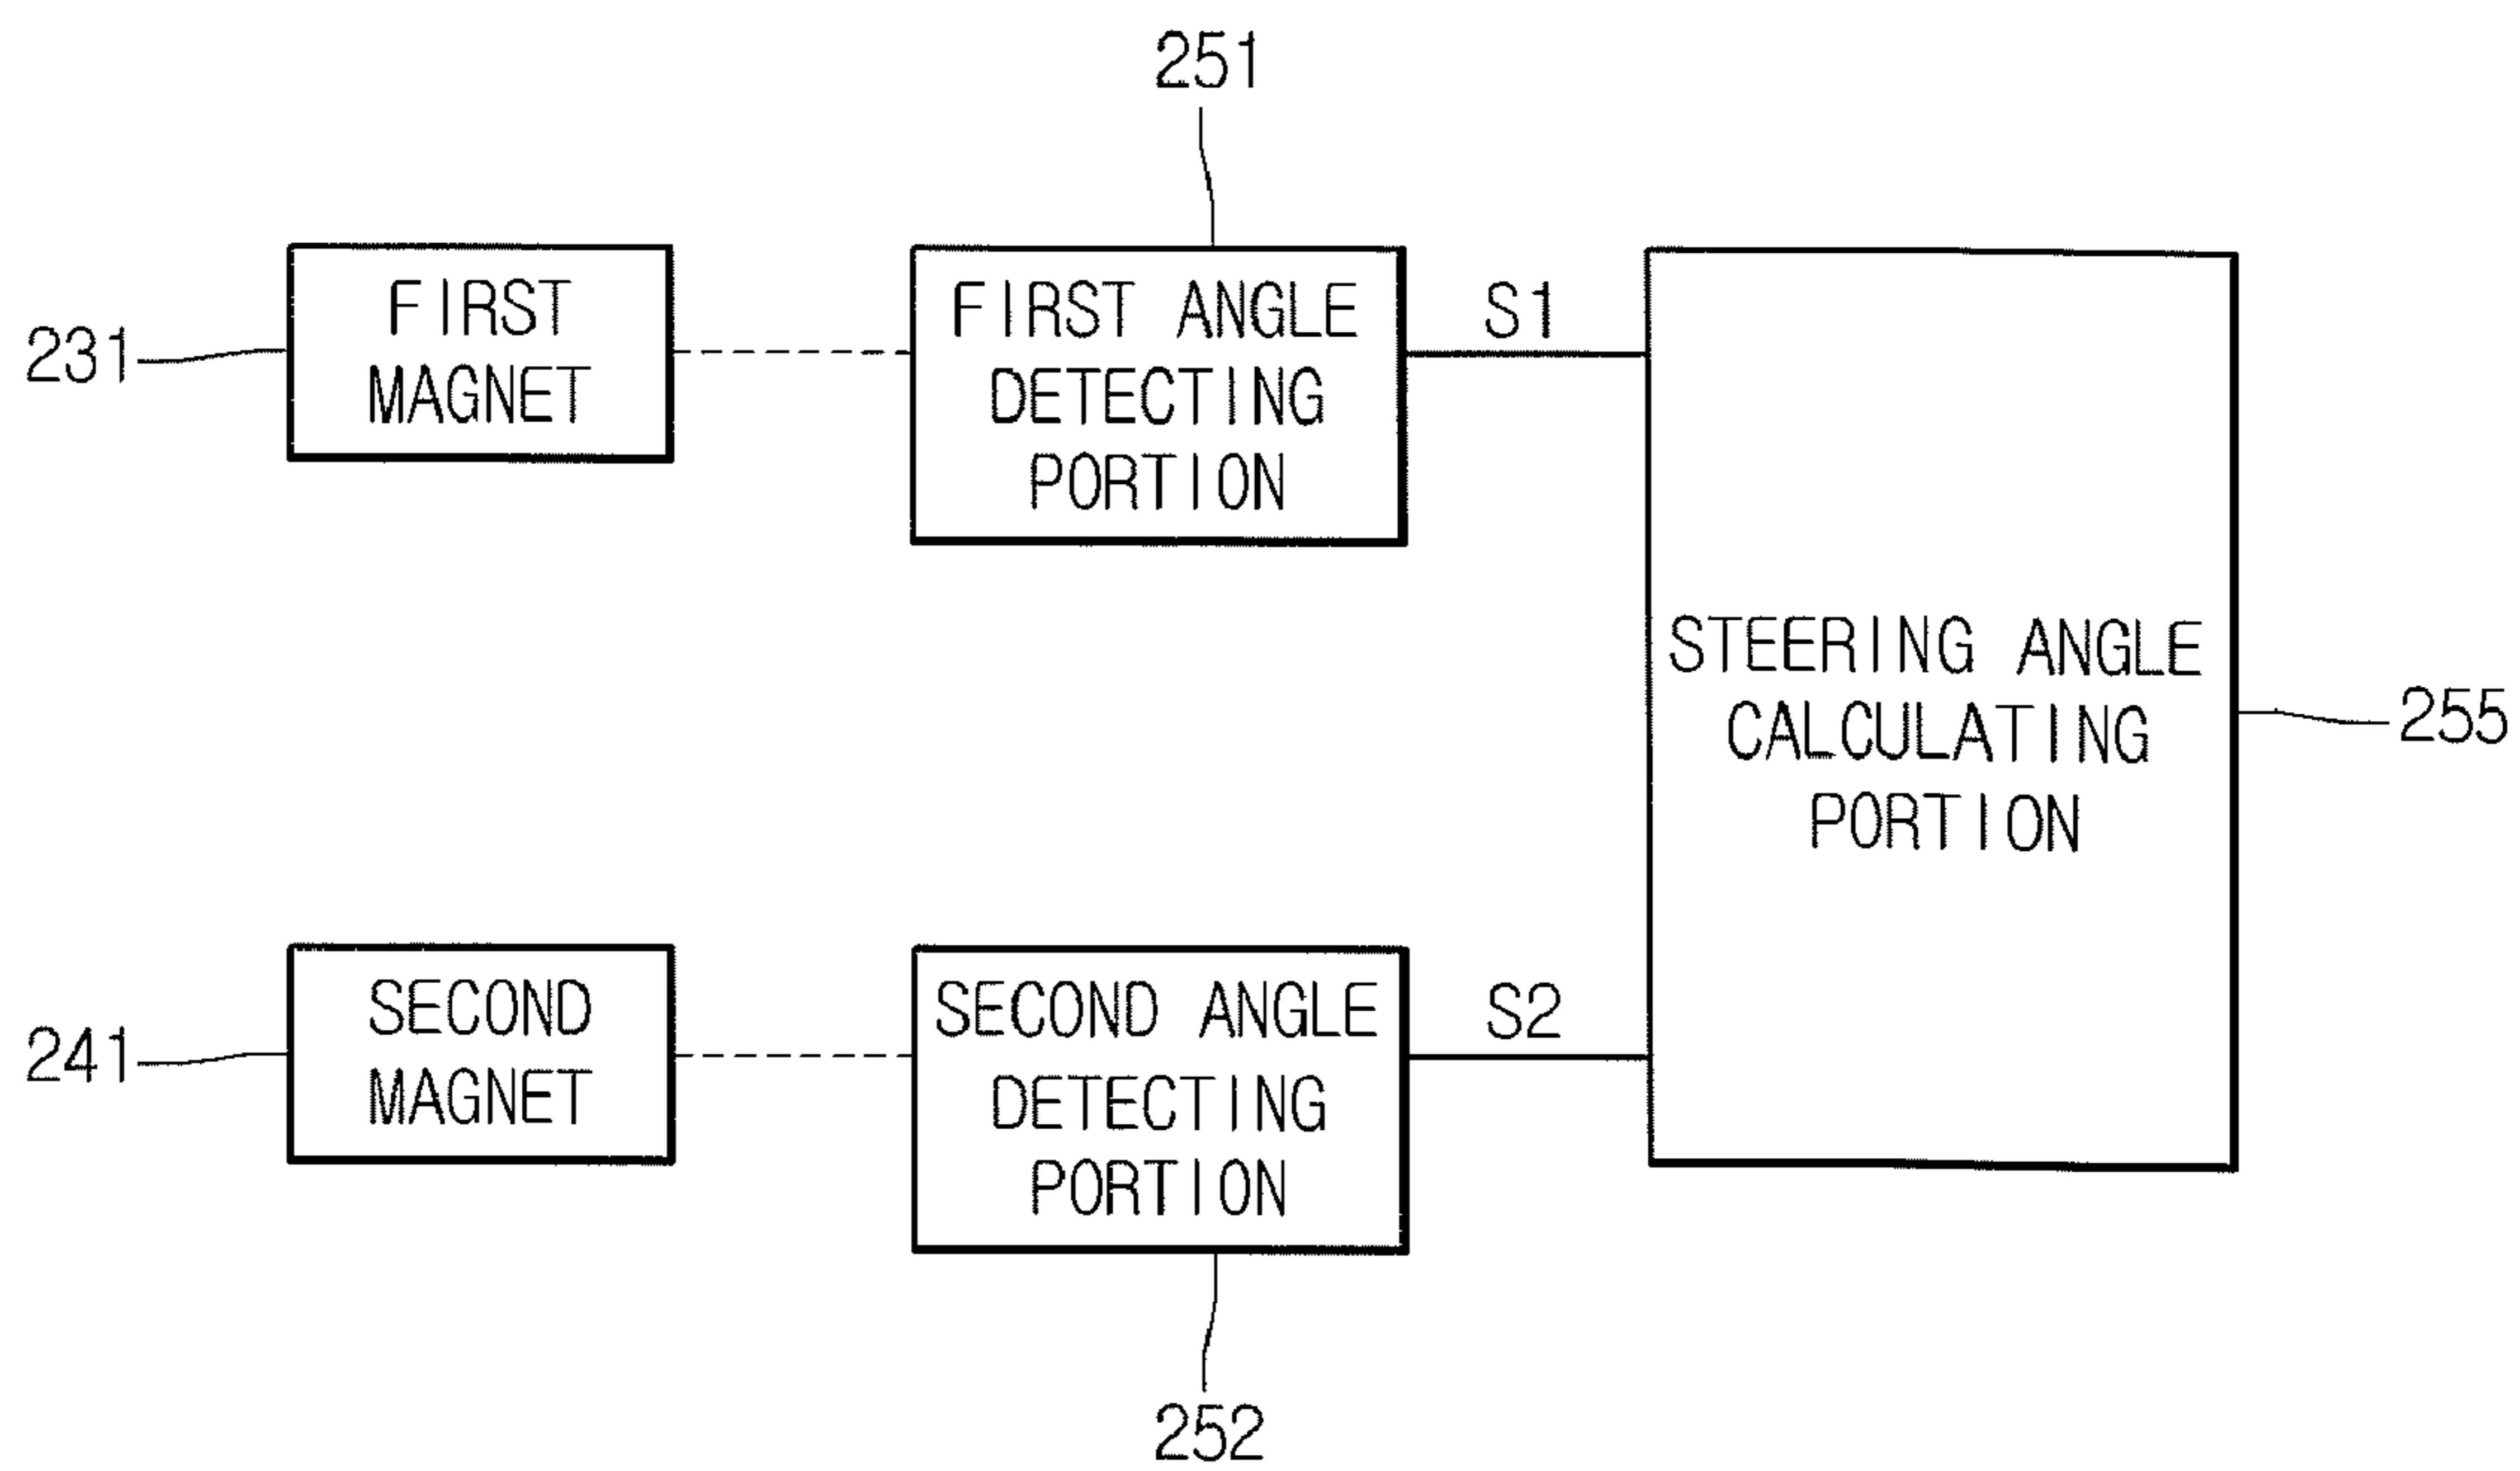 251
FIRST
MAGNET
231
FIRST ANGLE
DETECTING
PORTION
S1
STEERING ANGLE
CALCULATING
PORTION
255
SECOND
MAGNET
241
SECOND ANGLE
DETECTING
PORTION
S2
252